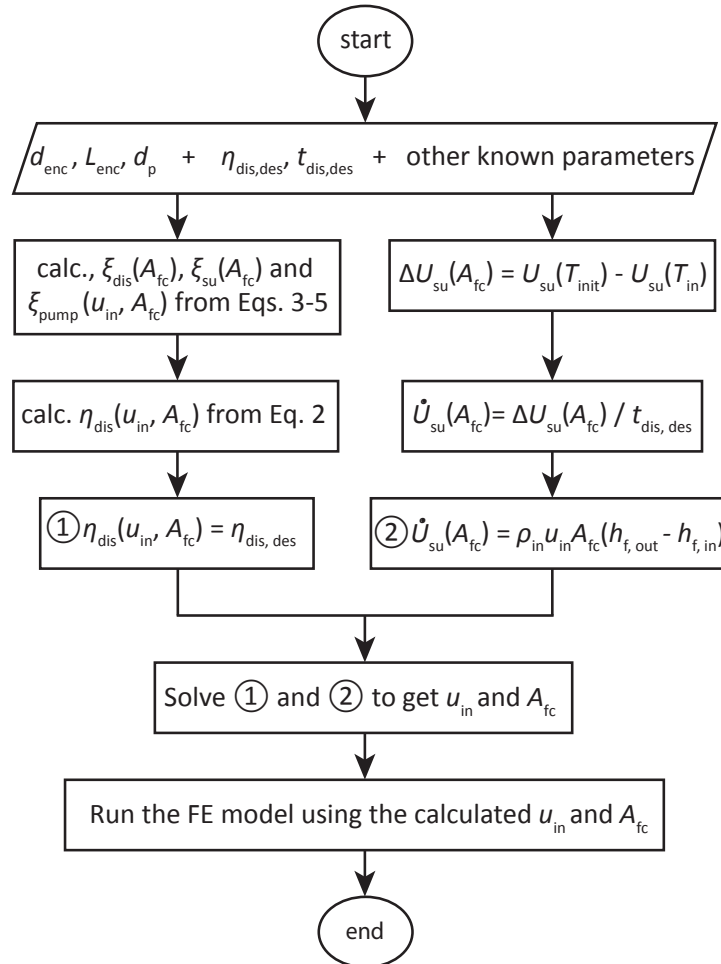 start
d_enc, L_enc, d_p + η_dis,des, t_dis,des + other known parameters
calc., ξ_dis(A_fc), ξ_su(A_fc) and
ξ_pump(u_in, A_fc) from Eqs. 3-5
ΔU_su(A_fc) = U_su(T_init) - U_su(T_in)
calc. η_dis(u_in, A_fc) from Eq. 2
U̇_su(A_fc)= ΔU_su(A_fc) / t_dis, des
①η_dis(u_in, A_fc) = η_dis, des
②U̇_su(A_fc) = ρ_in u_in A_fc(h_f, out - h_f, in)
Solve ① and ② to get u_in and A_fc
Run the FE model using the calculated u_in and A_fc
end